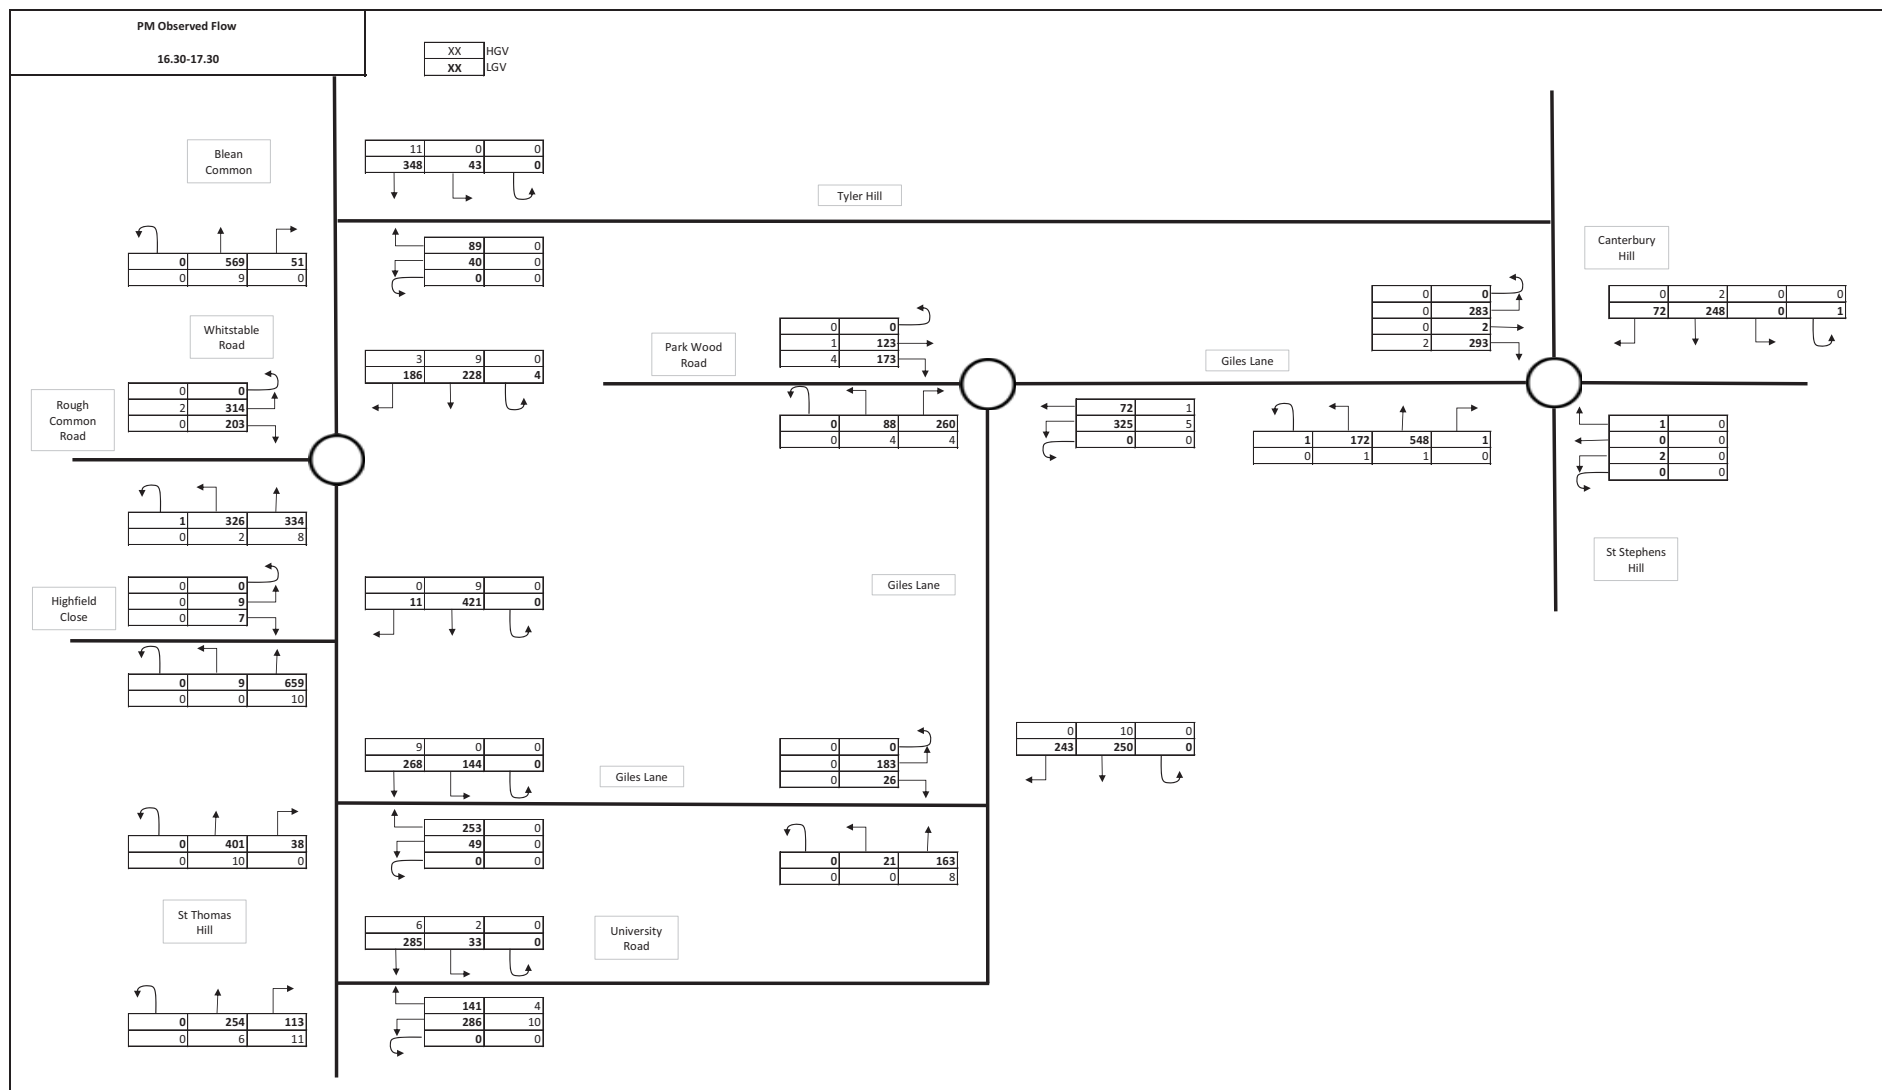 PM Observed Flow
16.30-17.30
XX HGV
XX LGV
Blean
Common
11 0 0
348 43 0
Tyler Hill
0 569 51
0 9 0
89 0
40 0
0 0
Canterbury
Hill
0 0
0 283
0 2
2 293
0 2 0 0
72 248 0 1
Whitstable
Road
Park Wood
Road
0 0
1 123
4 173
Giles Lane
3 9 0
186 228 4
Rough
Common
Road
0 0
2 314
0 203
0 88 260
0 4 4
72 1
325 5
0 0
1 172 548 1
0 1 1 0
1 0
0 0
2 0
0 0
1 326 334
0 2 8
St Stephens
Hill
Highfield
Close
0 0
0 9
0 7
0 9 0
11 421 0
Giles Lane
0 9 659
0 0 10
9 0 0
268 144 0
Giles Lane
0 0
0 183
0 26
0 10 0
243 250 0
0 401 38
0 10 0
253 0
49 0
0 0
0 21 163
0 0 8
St Thomas
Hill
6 2 0
285 33 0
University
Road
0 254 113
0 6 11
141 4
286 10
0 0